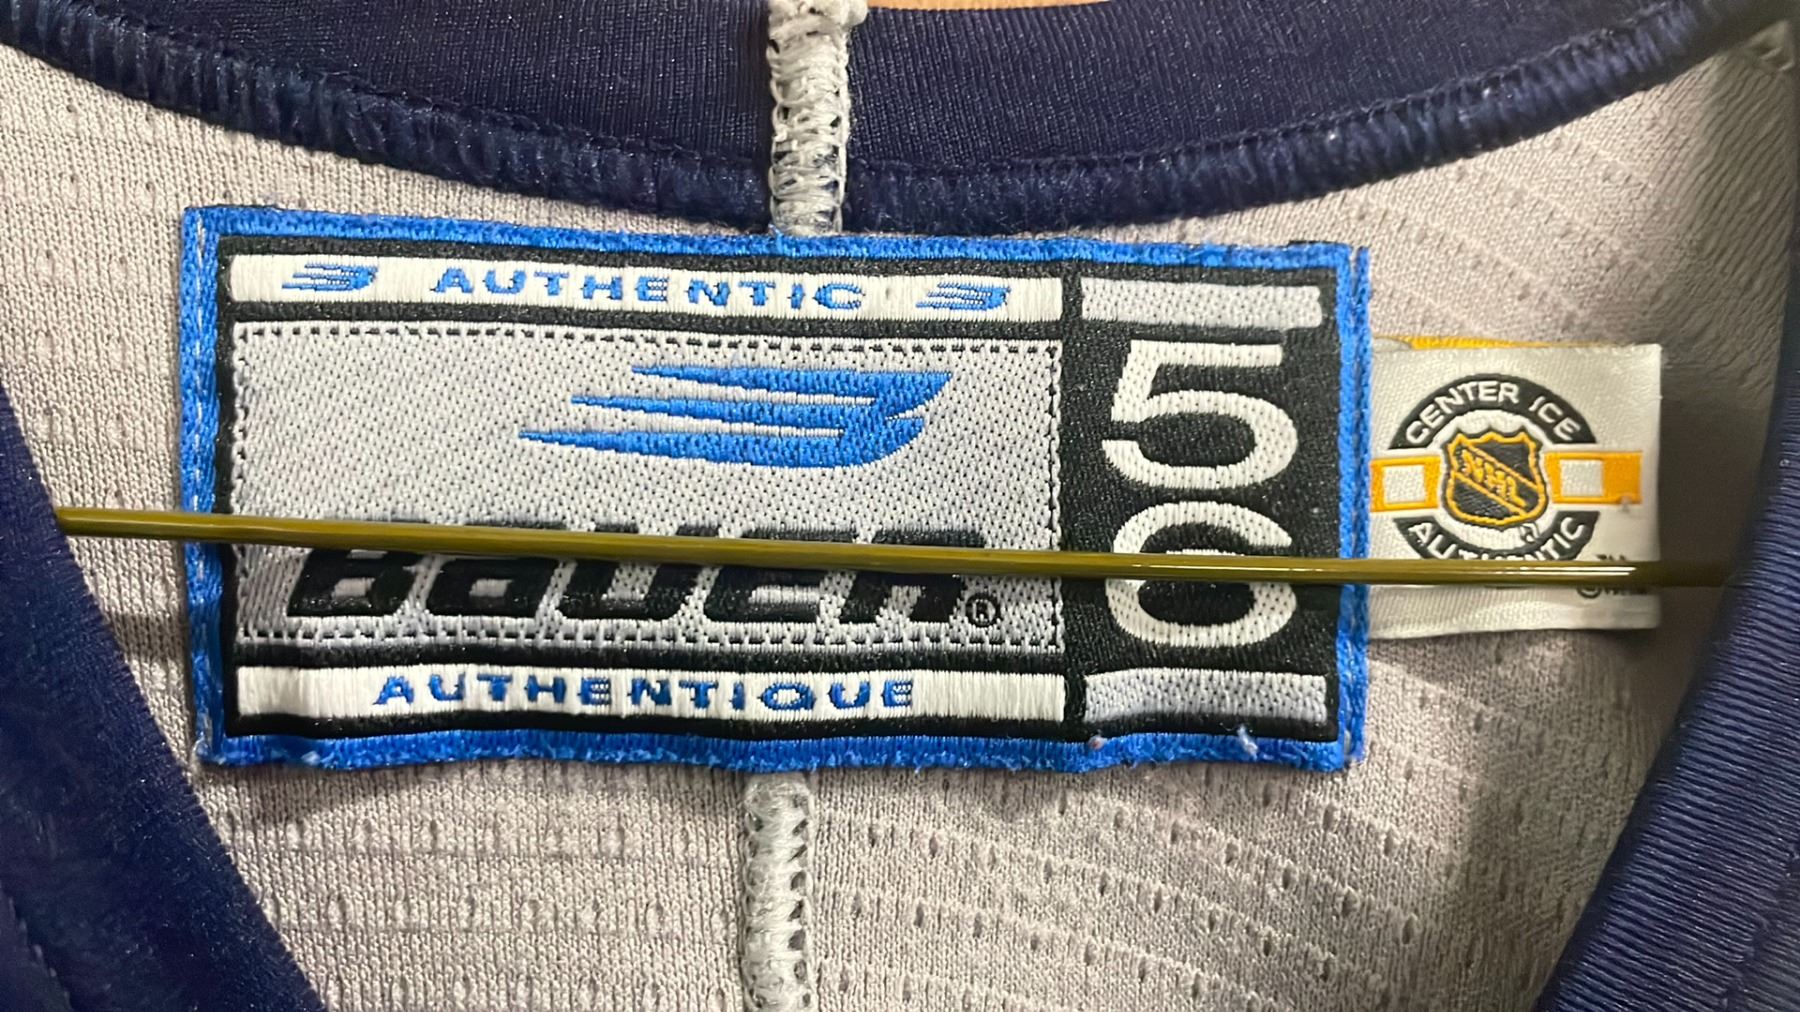 AUTHENTIC
BAUER®
AUTHENTIQUE
56
CENTER ICE
NHL
AUTHENTIC